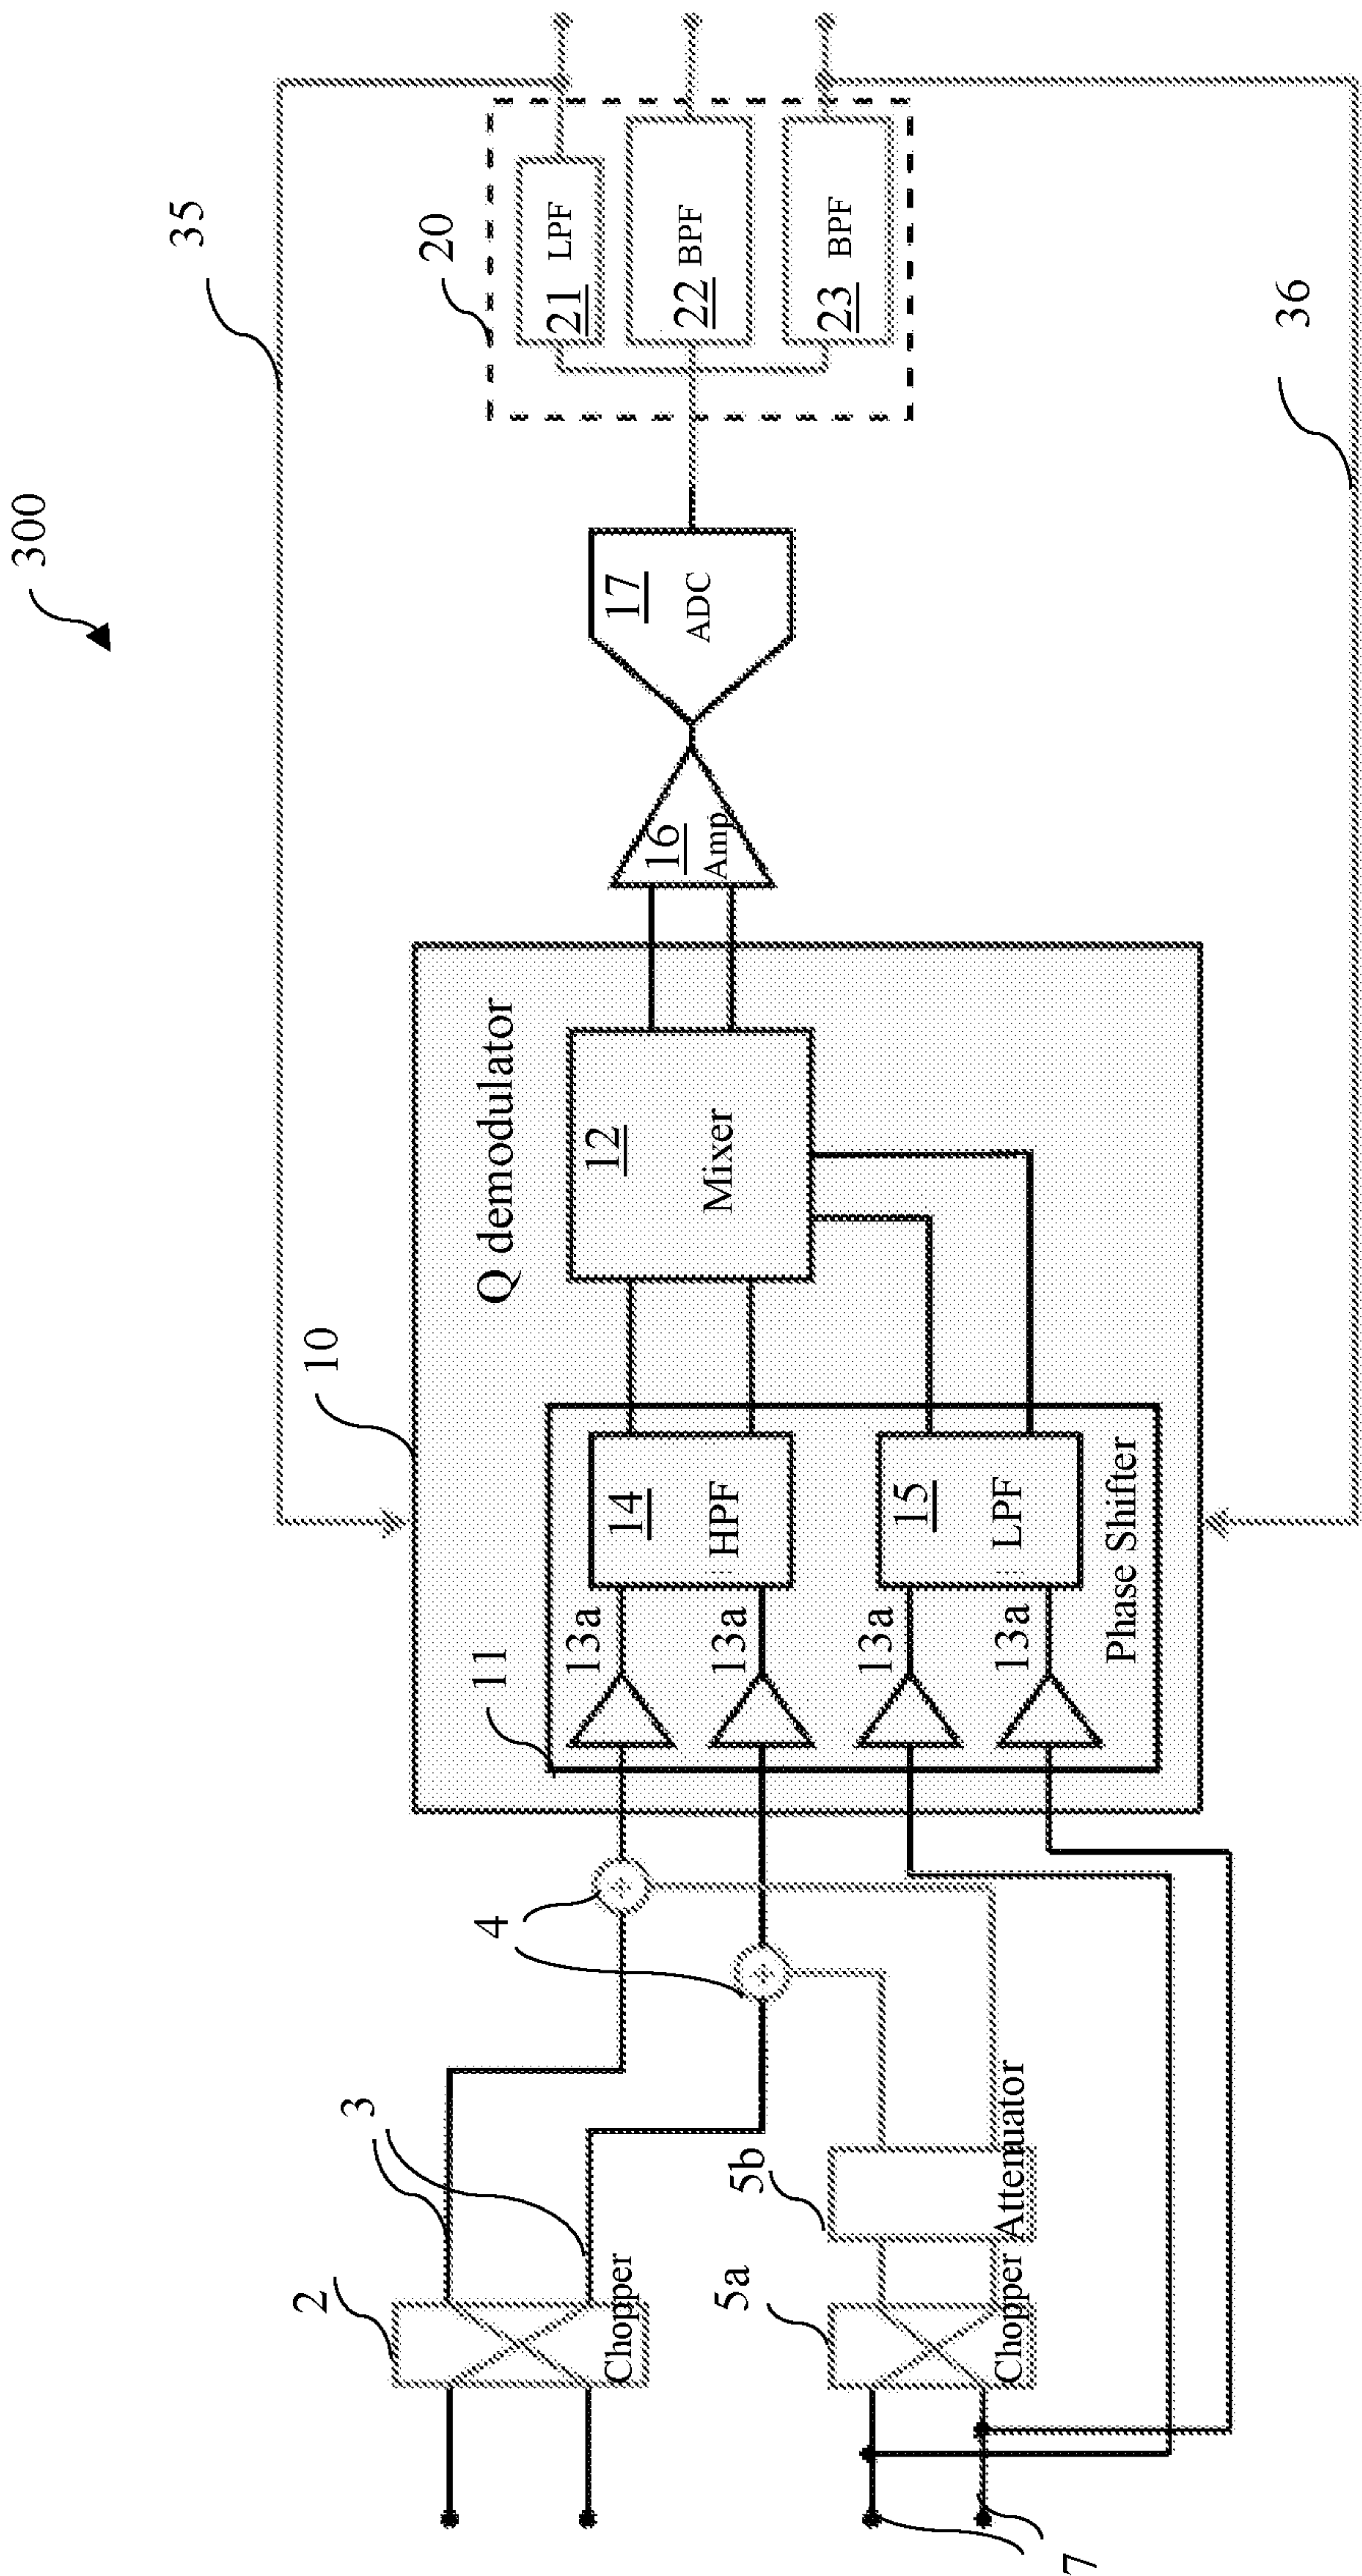 300
35
20
21
LPF
22
BPF
23
BPF
36
17
ADC
16
Amp
Q demodulator
12
Mixer
10
11
13a
13a
13a
13a
14
HPF
15
LPF
Phase Shifter
4
3
2
Chopper
5a
Chopper
5b
Attenuator
7